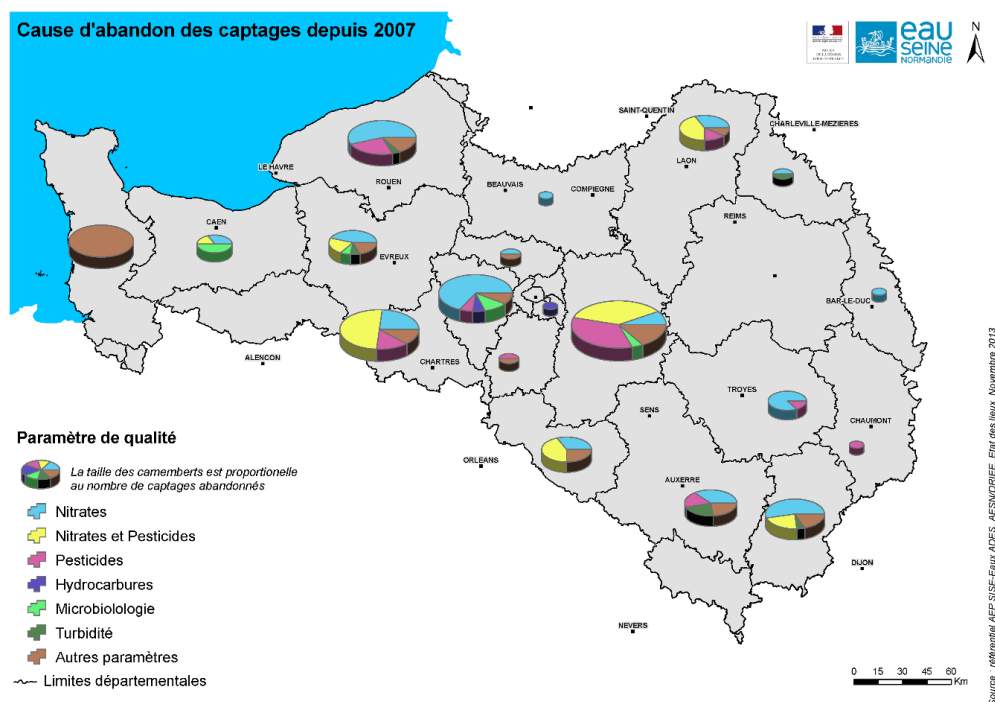 Cause d'abandon des captages depuis 2007
eau
SEINE
NORMANDIE
N
SAINT-QUENTIN
CHARLEVILLE-MEZIERES
LAON
LE HAVRE
ROUEN
BEAUVAIS
COMPIEGNE
REIMS
CAEN
EVREUX
BAR-LE-DUC
ALENCON
CHARTRES
TROYES
SENS
CHAUMONT
ORLEANS
AUXERRE
DIJON
NEVERS
Paramètre de qualité
La taille des camemberts est proportionelle
au nombre de captages abandonnés
Nitrates
Nitrates et Pesticides
Pesticides
Hydrocarbures
Microbiolologie
Turbidité
Autres paramètres
Limites départementales
0 15 30 45 60
Km
Source : référentiel AEP SISE-Eaux ADES, AESN/DRIEE, Etat des lieux, Novembre 2013